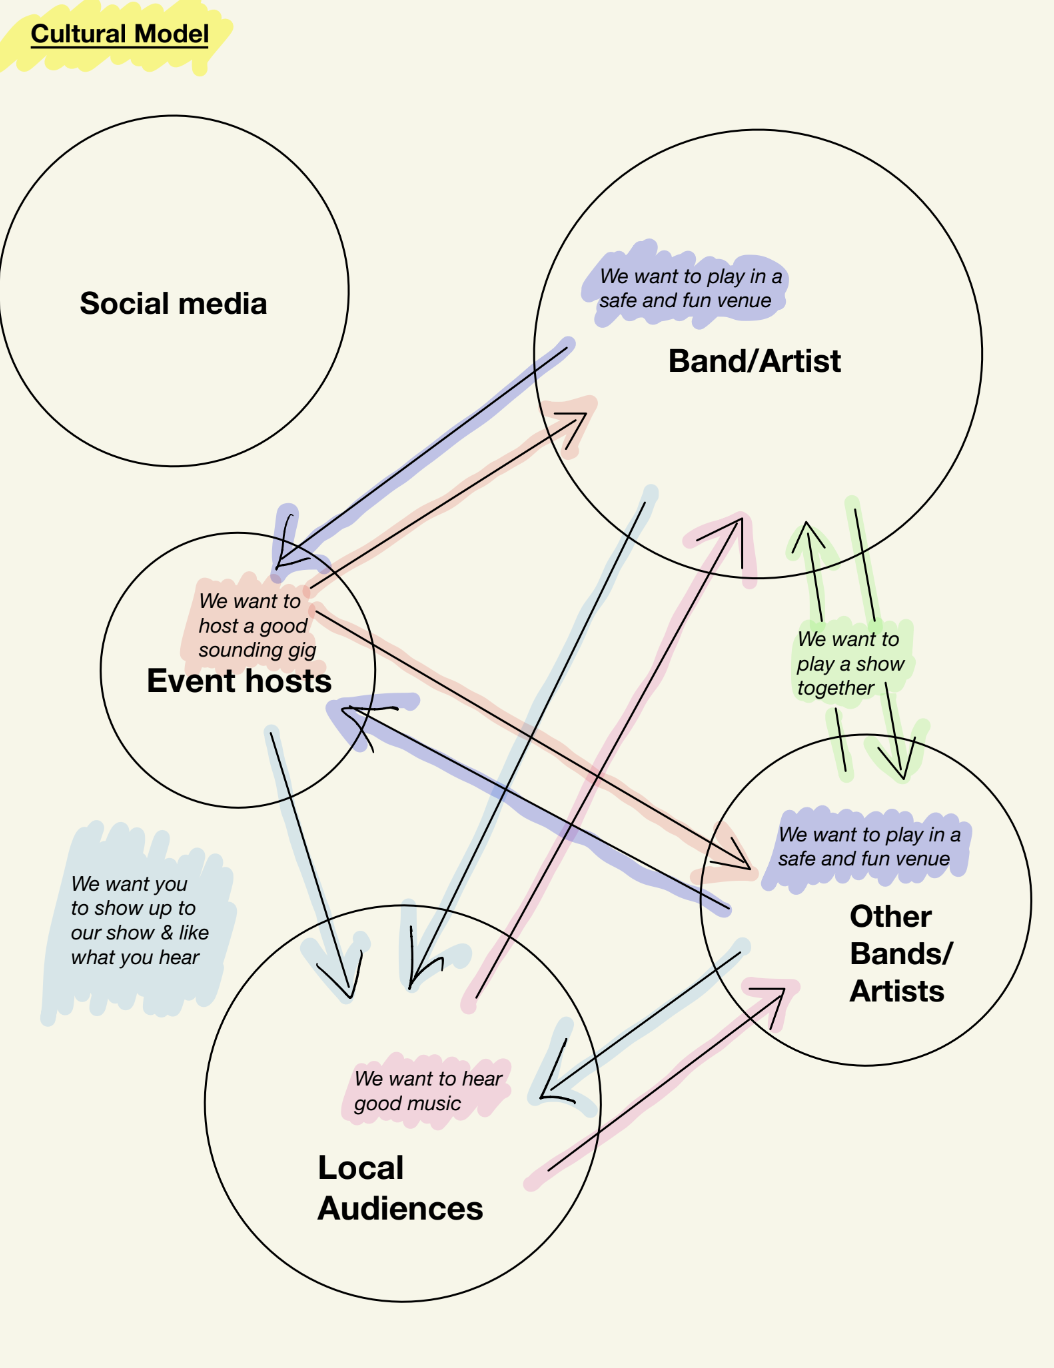 Cultural Model
Social media
We want to play in a
safe and fun venue
Band/Artist
We want to
host a good
sounding gig
Event hosts
We want to
play a show
together
We want you
to show up to
our show & like
what you hear
We want to play in a
safe and fun venue
Other
Bands/
Artists
We want to hear
good music
Local
Audiences